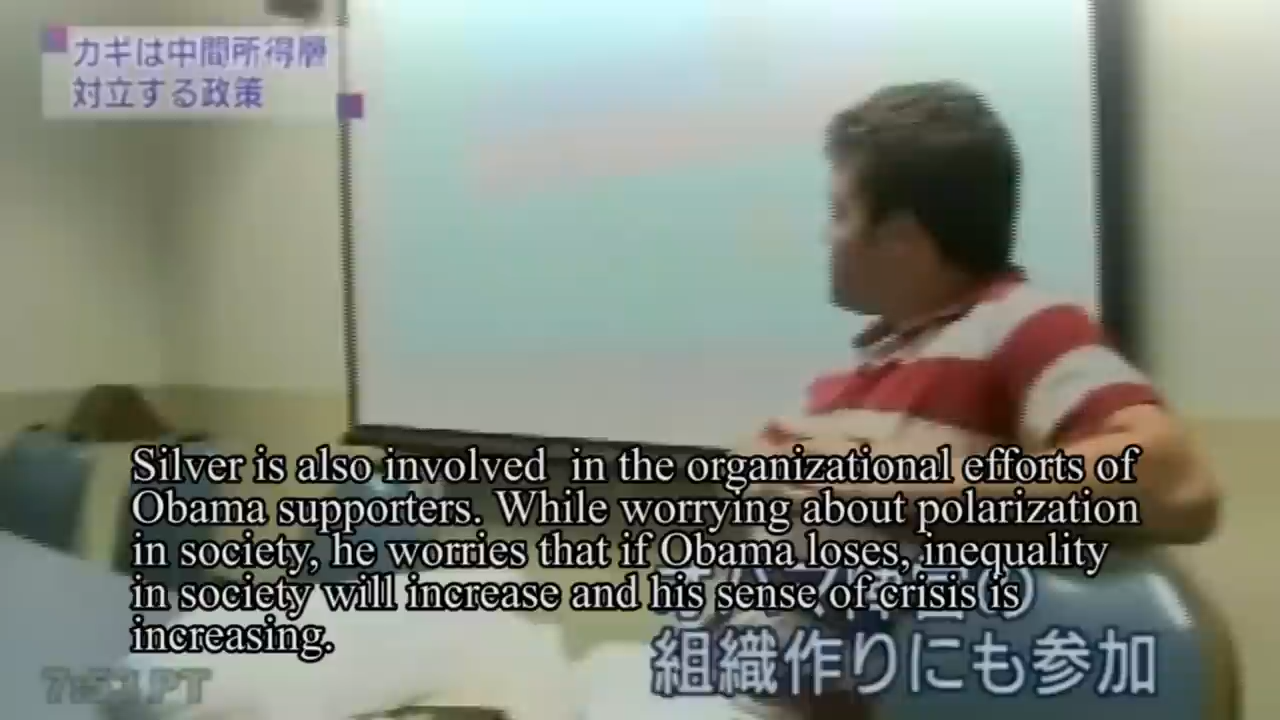 カギは中間所得層
対立する政策
Silver is also involved in the organizational efforts of
Obama supporters. While worrying about polarization
in society, he worries that if Obama loses, inequality
in society will increase and his sense of crisis is
increasing.
組織作りにも参加